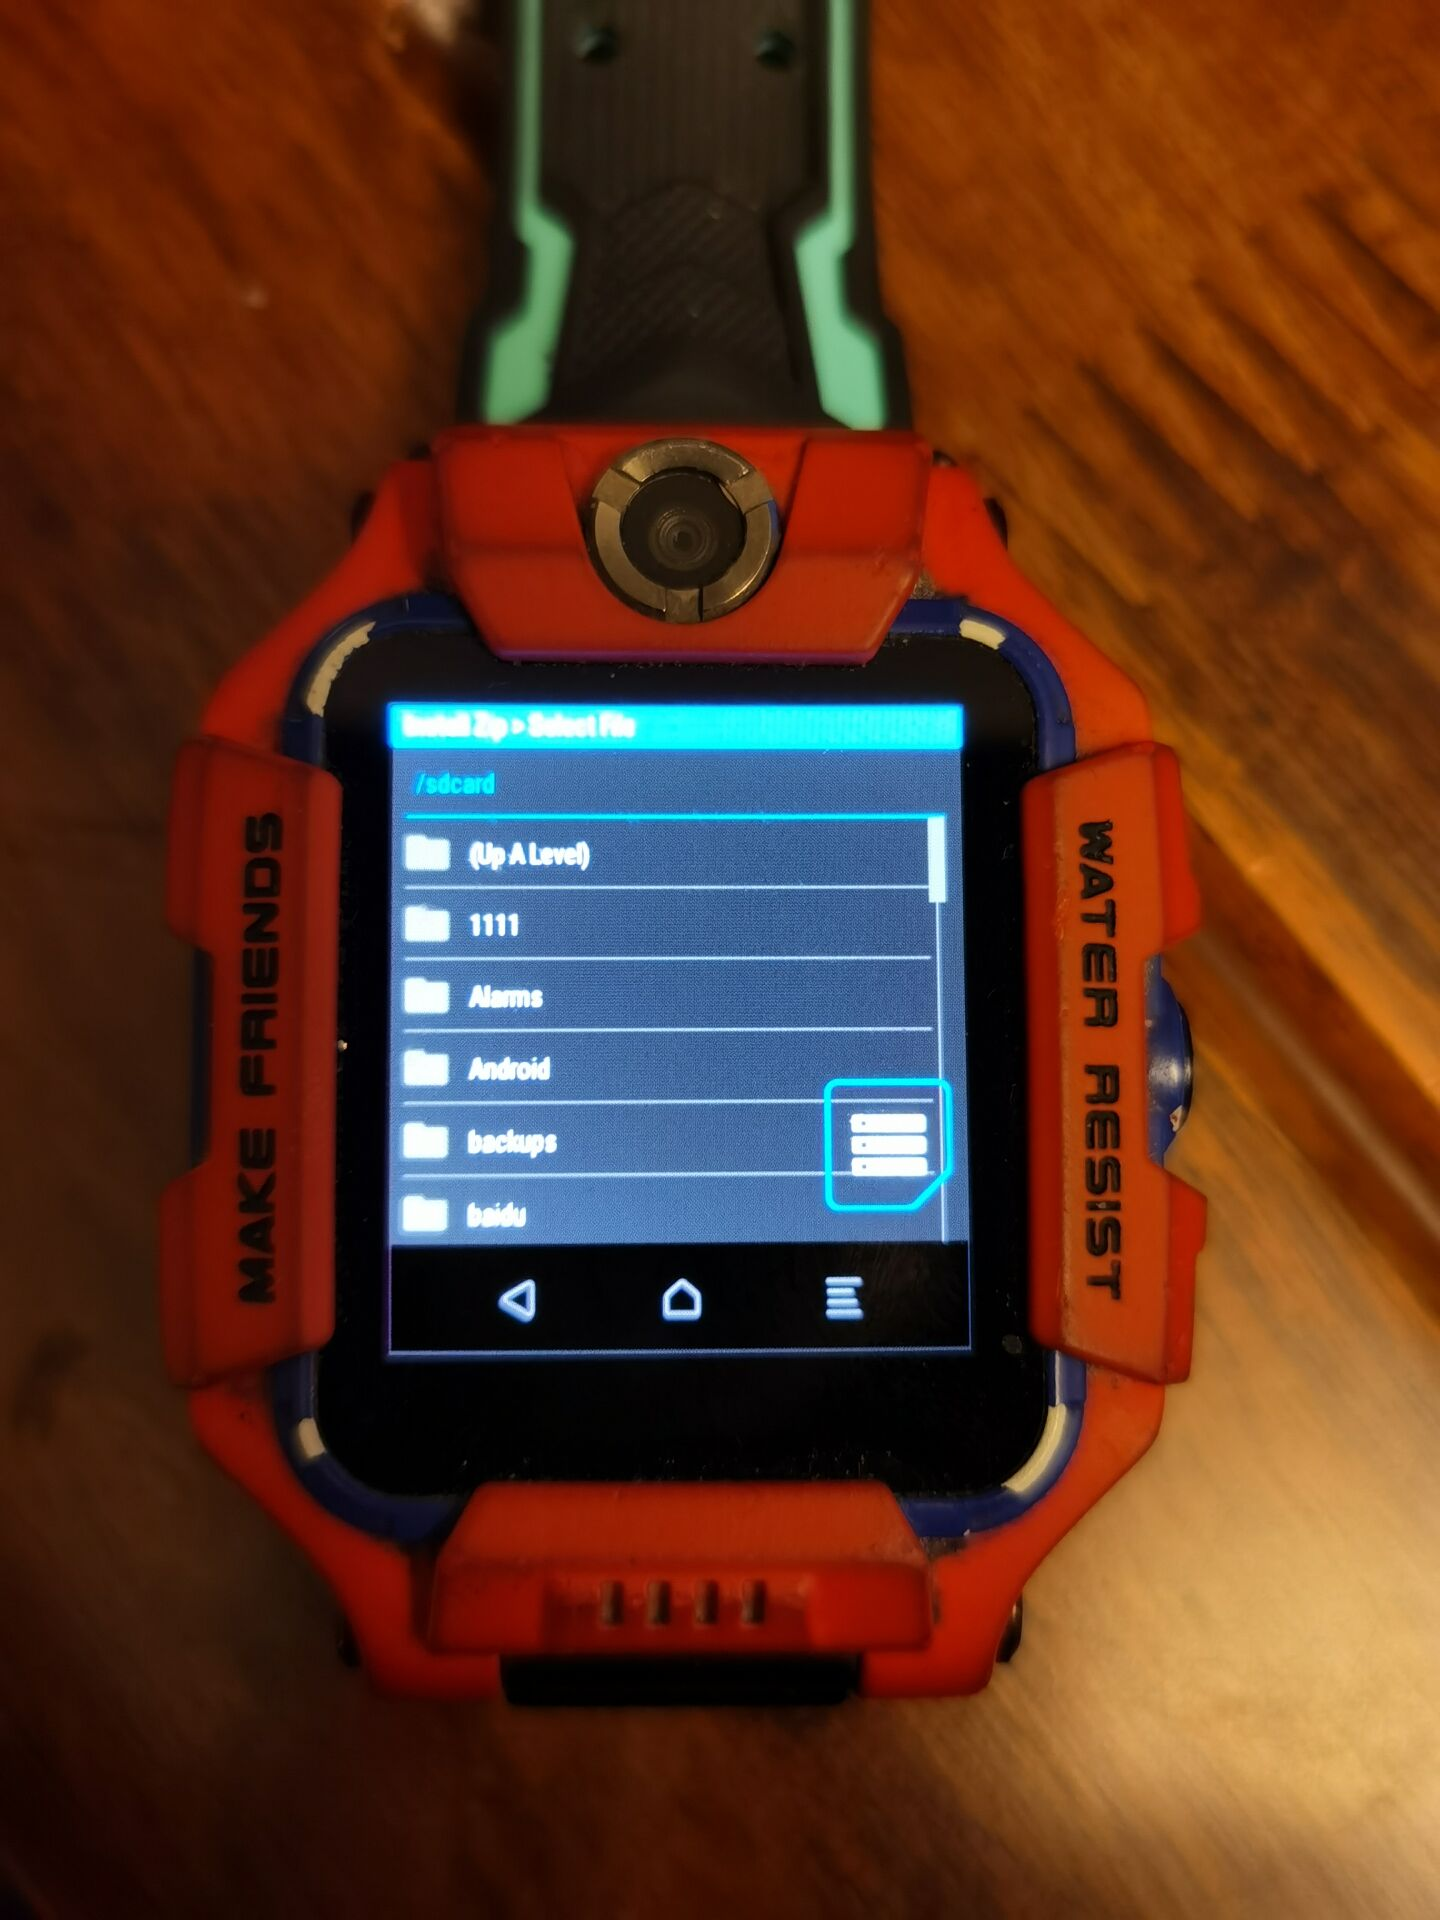 Install Zip > Select File
/sdcard
(Up A Level)
1111
Alarms
Android
backups
baidu
MAKE FRIENDS
WATER RESIST